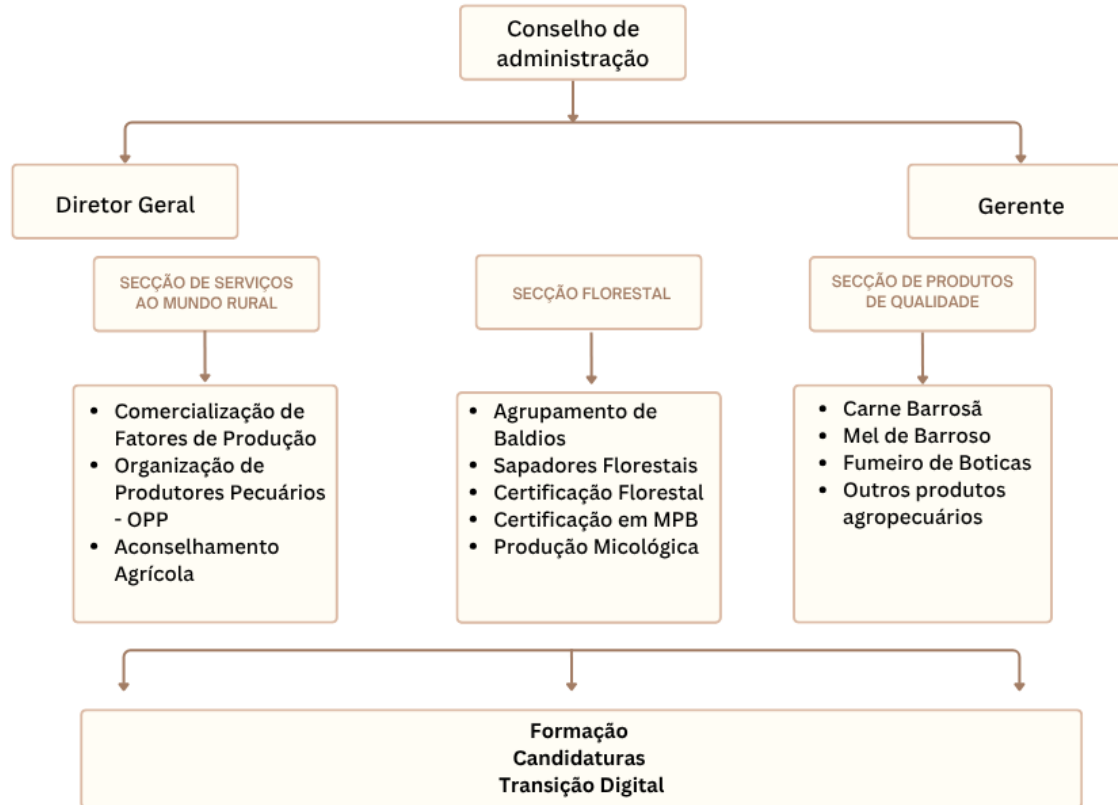 Conselho de
administração
Diretor Geral
Gerente
SECÇÃO DE SERVIÇOS
AO MUNDO RURAL
SECÇÃO FLORESTAL
SECÇÃO DE PRODUTOS
DE QUALIDADE
• Comercialização de
Fatores de Produção
• Organização de
Produtores Pecuários
- OPP
• Aconselhamento
Agrícola
• Agrupamento de
Baldios
• Sapadores Florestais
• Certificação Florestal
• Certificação em MPB
• Produção Micológica
• Carne Barrosã
• Mel de Barroso
• Fumeiro de Boticas
• Outros produtos
agropecuários
Formação
Candidaturas
Transição Digital